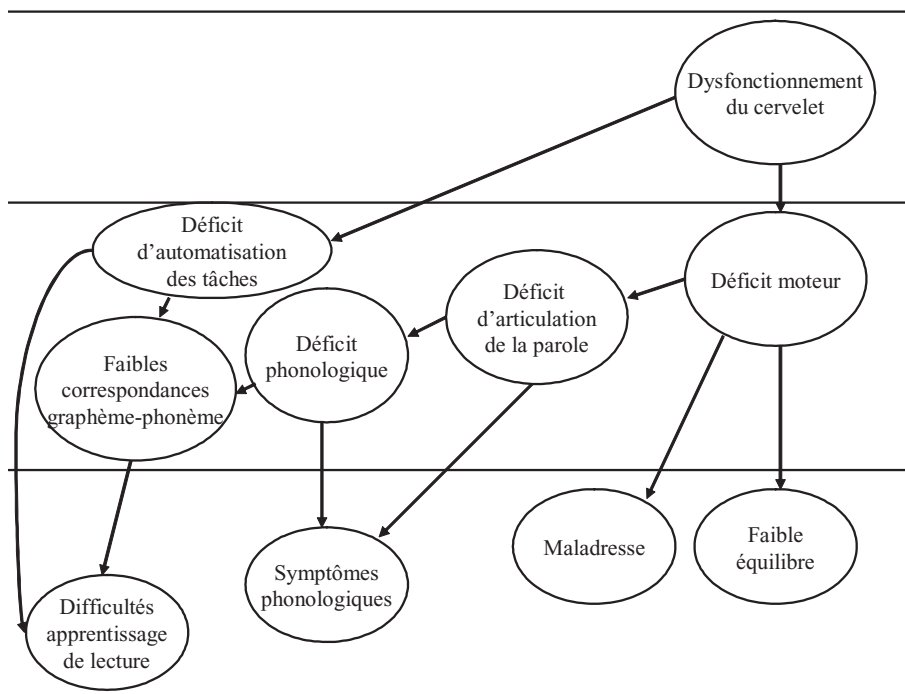 Dysfonctionnement
du cervelet
Déficit
d’automatisation
des tâches
Déficit moteur
Déficit
d’articulation
de la parole
Déficit
phonologique
Faibles
correspondances
graphème-phonème
Maladresse
Faible
équilibre
Symptômes
phonologiques
Difficultés
apprentissage
de lecture